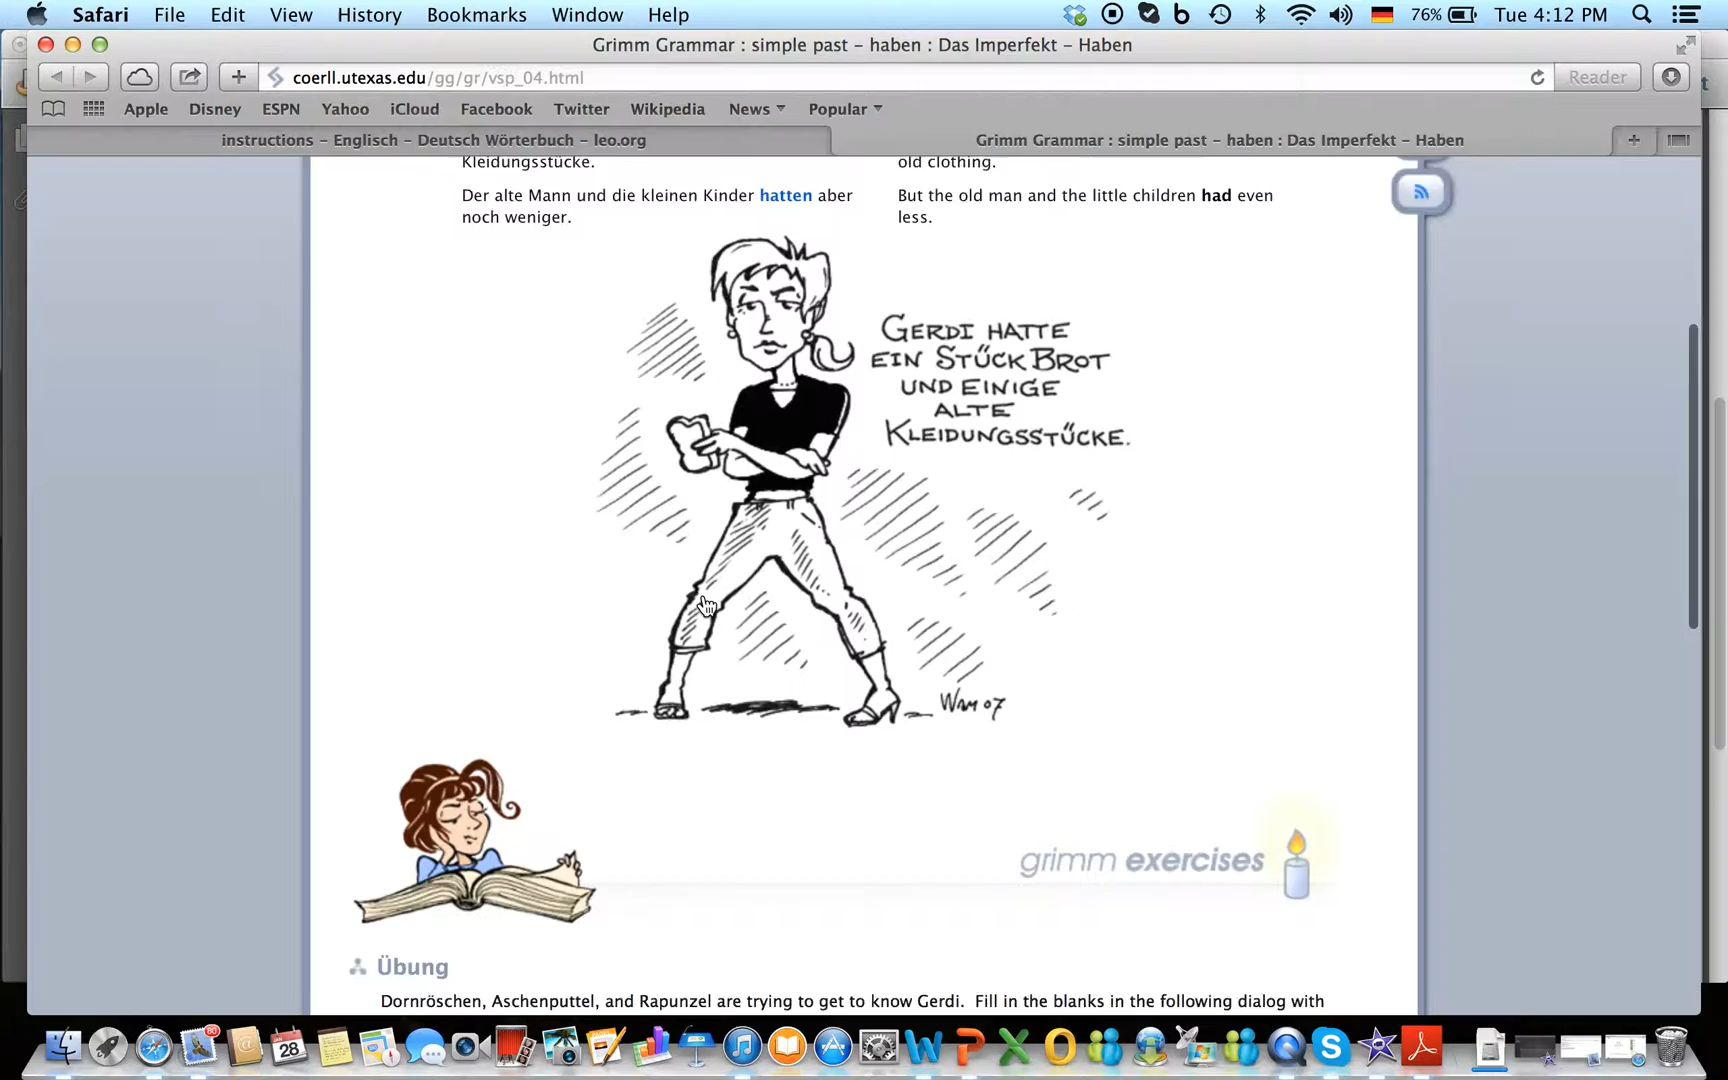 Safari File Edit View History Bookmarks Window Help 76% Tue 4:12 PM
Grimm Grammar : simple past – haben : Das Imperfekt – Haben
coerll.utexas.edu/gg/gr/vsp_04.html Reader
Apple Disney ESPN Yahoo iCloud Facebook Twitter Wikipedia News Popular
instructions – Englisch – Deutsch Wörterbuch – leo.org Grimm Grammar : simple past – haben : Das Imperfekt – Haben
Kleidungsstücke.
Der alte Mann und die kleinen Kinder hatten aber
noch weniger.
old clothing.
But the old man and the little children had even
less.
GERDI HATTE
EIN STÜCK BROT
UND EINIGE
ALTE
KLEIDUNGSSTÜCKE.
WAM 07
grimm exercises
Übung
Dornröschen, Aschenputtel, and Rapunzel are trying to get to know Gerdi. Fill in the blanks in the following dialog with
80
28